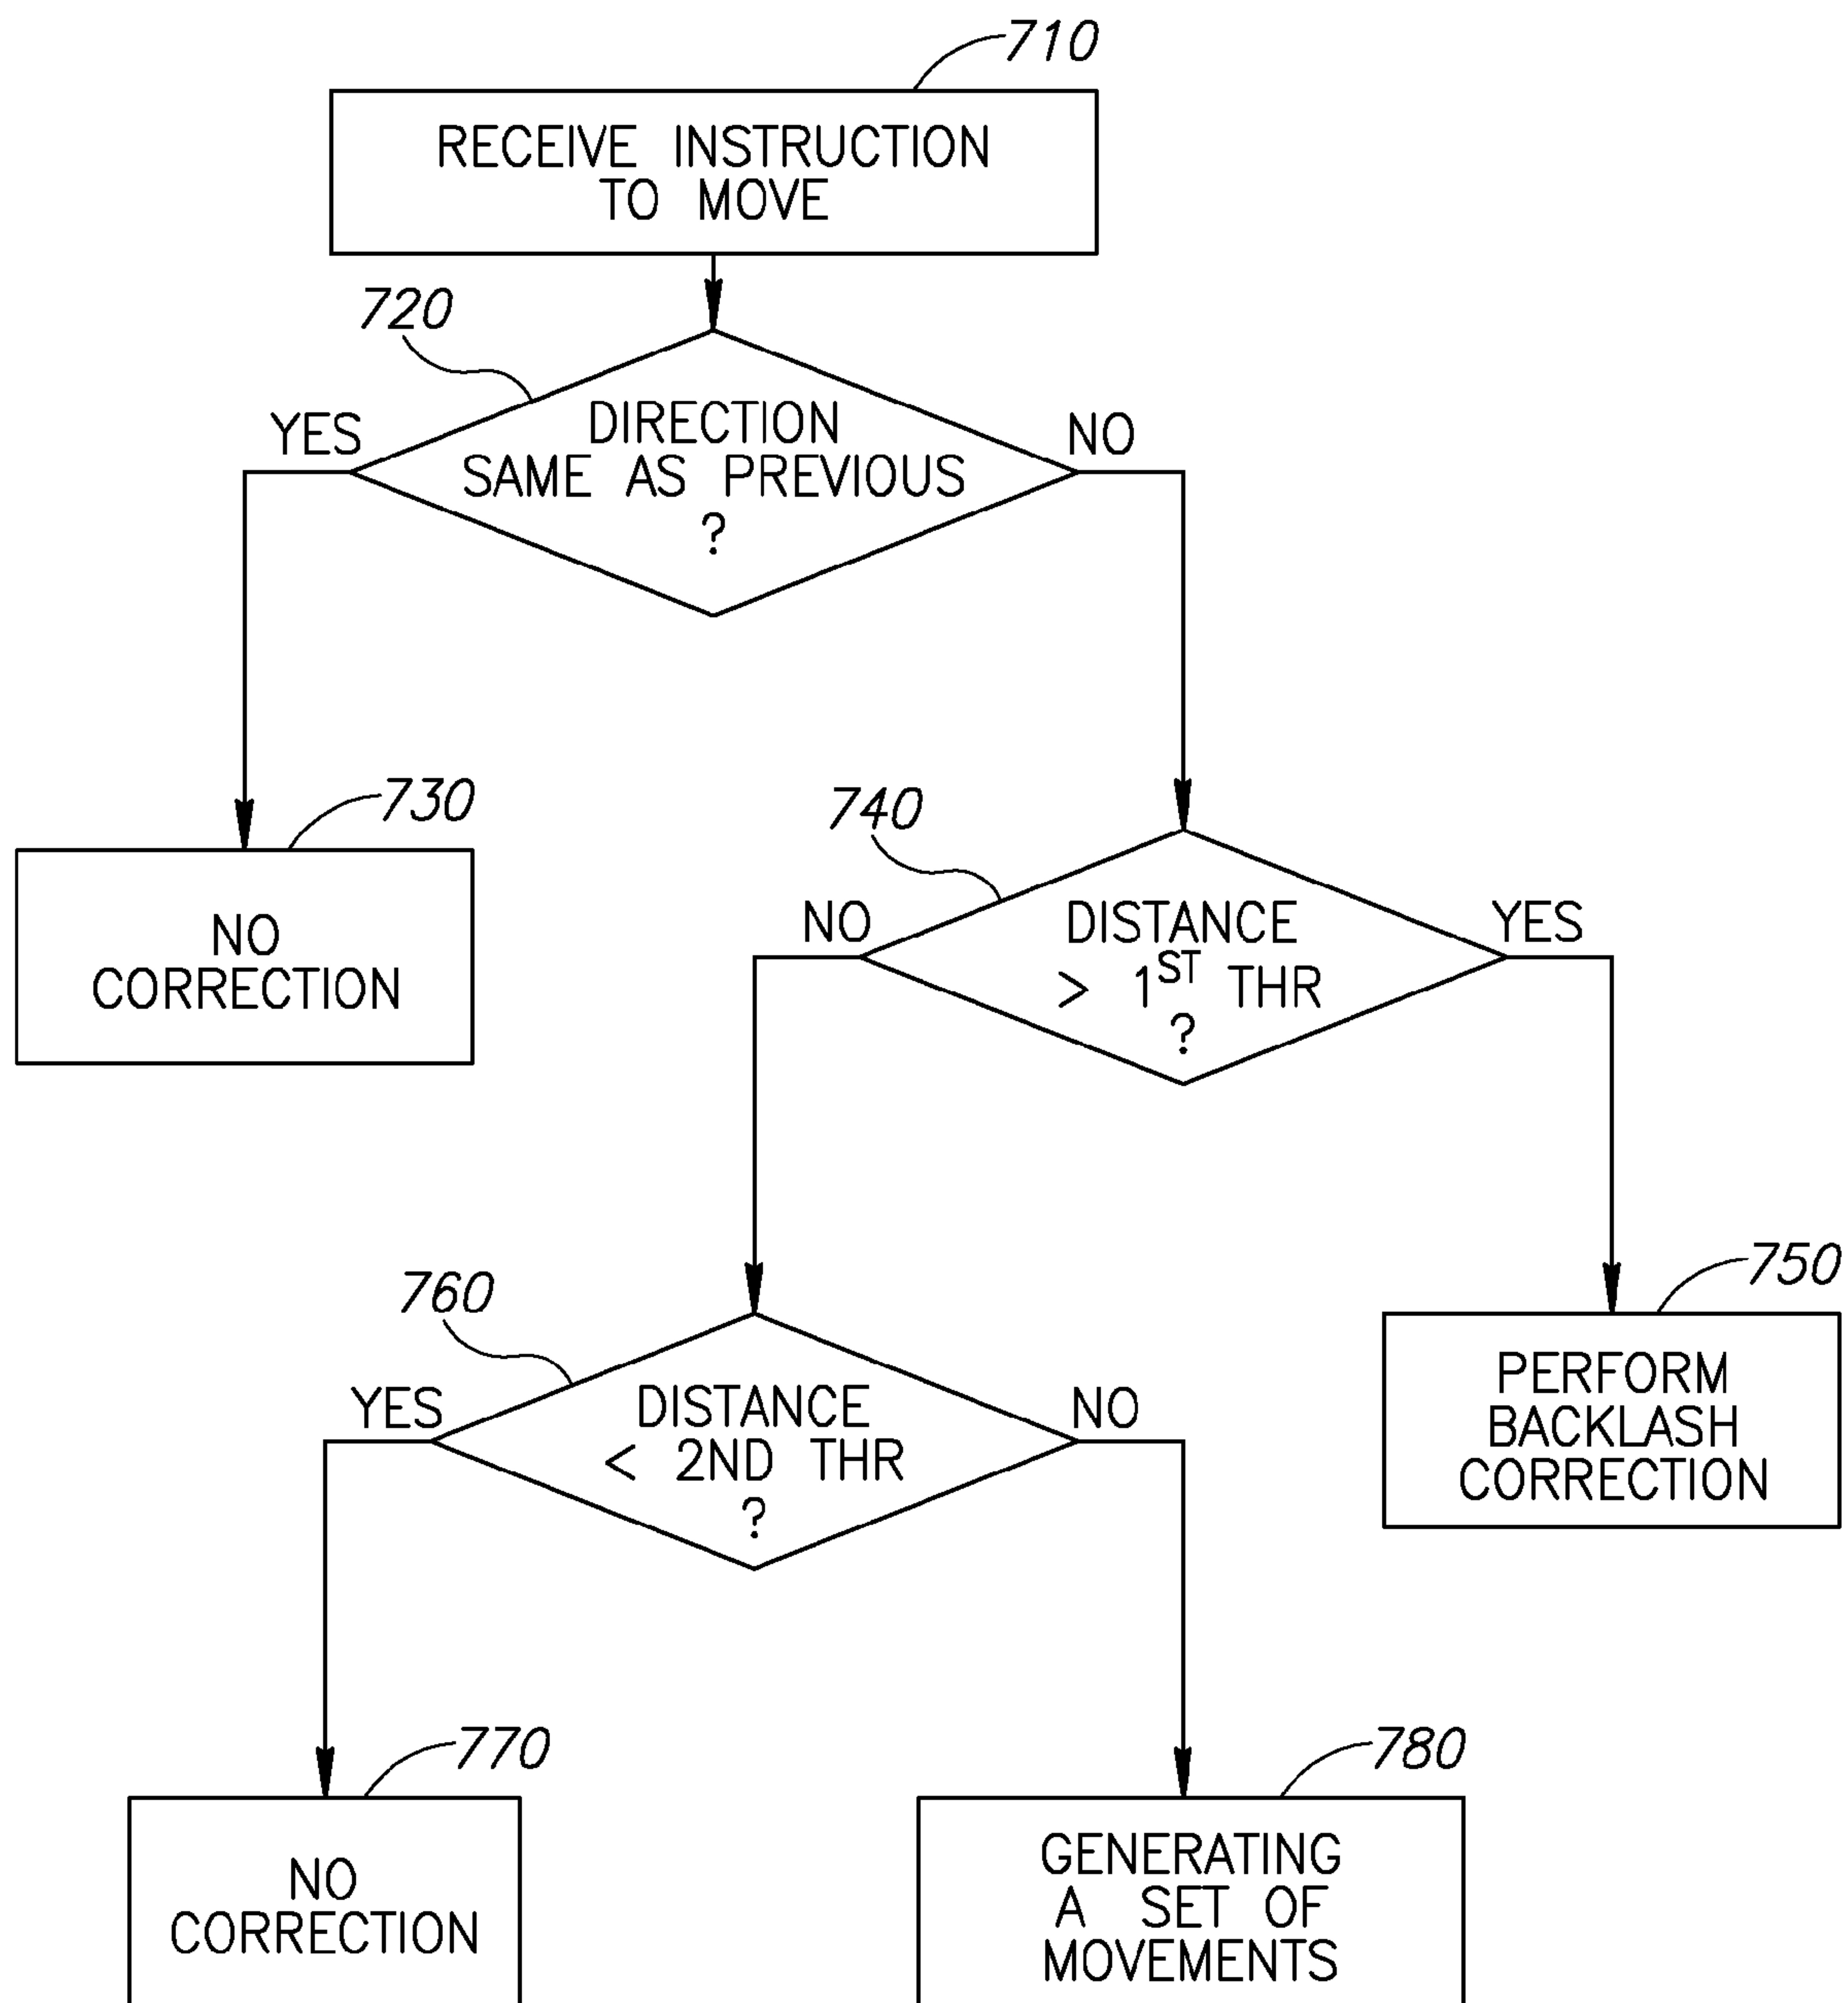 710
RECEIVE INSTRUCTION
TO MOVE
720
YES
DIRECTION
SAME AS PREVIOUS
?
NO
730
NO
CORRECTION
740
NO
DISTANCE
> 1ST THR
?
YES
750
PERFORM
BACKLASH
CORRECTION
760
YES
DISTANCE
< 2ND THR
?
NO
770
NO
CORRECTION
780
GENERATING
A SET OF
MOVEMENTS